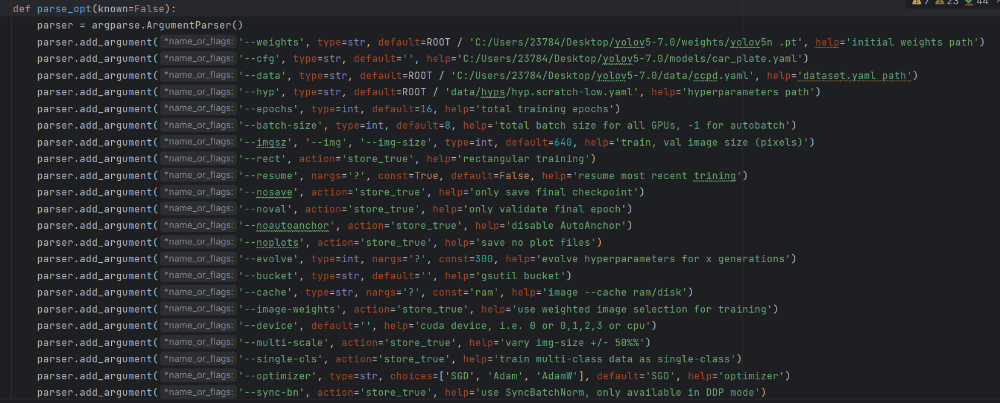 def parse_opt(known=False):
7 23 44
parser = argparse.ArgumentParser()
parser.add_argument( *name_or_flags: '--weights', type=str, default=ROOT / 'C:/Users/23784/Desktop/yolov5-7.0/weights/yolov5n .pt', help='initial weights path')
parser.add_argument( *name_or_flags: '--cfg', type=str, default='', help='C:/Users/23784/Desktop/yolov5-7.0/models/car_plate.yaml')
parser.add_argument( *name_or_flags: '--data', type=str, default=ROOT / 'C:/Users/23784/Desktop/yolov5-7.0/data/ccpd.yaml', help='dataset.yaml path')
parser.add_argument( *name_or_flags: '--hyp', type=str, default=ROOT / 'data/hyps/hyp.scratch-low.yaml', help='hyperparameters path')
parser.add_argument( *name_or_flags: '--epochs', type=int, default=16, help='total training epochs')
parser.add_argument( *name_or_flags: '--batch-size', type=int, default=8, help='total batch size for all GPUs, -1 for autobatch')
parser.add_argument( *name_or_flags: '--imgsz', '--img', '--img-size', type=int, default=640, help='train, val image size (pixels)')
parser.add_argument( *name_or_flags: '--rect', action='store_true', help='rectangular training')
parser.add_argument( *name_or_flags: '--resume', nargs='?', const=True, default=False, help='resume most recent trining')
parser.add_argument( *name_or_flags: '--nosave', action='store_true', help='only save final checkpoint')
parser.add_argument( *name_or_flags: '--noval', action='store_true', help='only validate final epoch')
parser.add_argument( *name_or_flags: '--noautoanchor', action='store_true', help='disable AutoAnchor')
parser.add_argument( *name_or_flags: '--noplots', action='store_true', help='save no plot files')
parser.add_argument( *name_or_flags: '--evolve', type=int, nargs='?', const=300, help='evolve hyperparameters for x generations')
parser.add_argument( *name_or_flags: '--bucket', type=str, default='', help='gsutil bucket')
parser.add_argument( *name_or_flags: '--cache', type=str, nargs='?', const='ram', help='image --cache ram/disk')
parser.add_argument( *name_or_flags: '--image-weights', action='store_true', help='use weighted image selection for training')
parser.add_argument( *name_or_flags: '--device', default='', help='cuda device, i.e. 0 or 0,1,2,3 or cpu')
parser.add_argument( *name_or_flags: '--multi-scale', action='store_true', help='vary img-size +/- 50%%')
parser.add_argument( *name_or_flags: '--single-cls', action='store_true', help='train multi-class data as single-class')
parser.add_argument( *name_or_flags: '--optimizer', type=str, choices=['SGD', 'Adam', 'AdamW'], default='SGD', help='optimizer')
parser.add_argument( *name_or_flags: '--sync-bn', action='store_true', help='use SyncBatchNorm, only available in DDP mode')